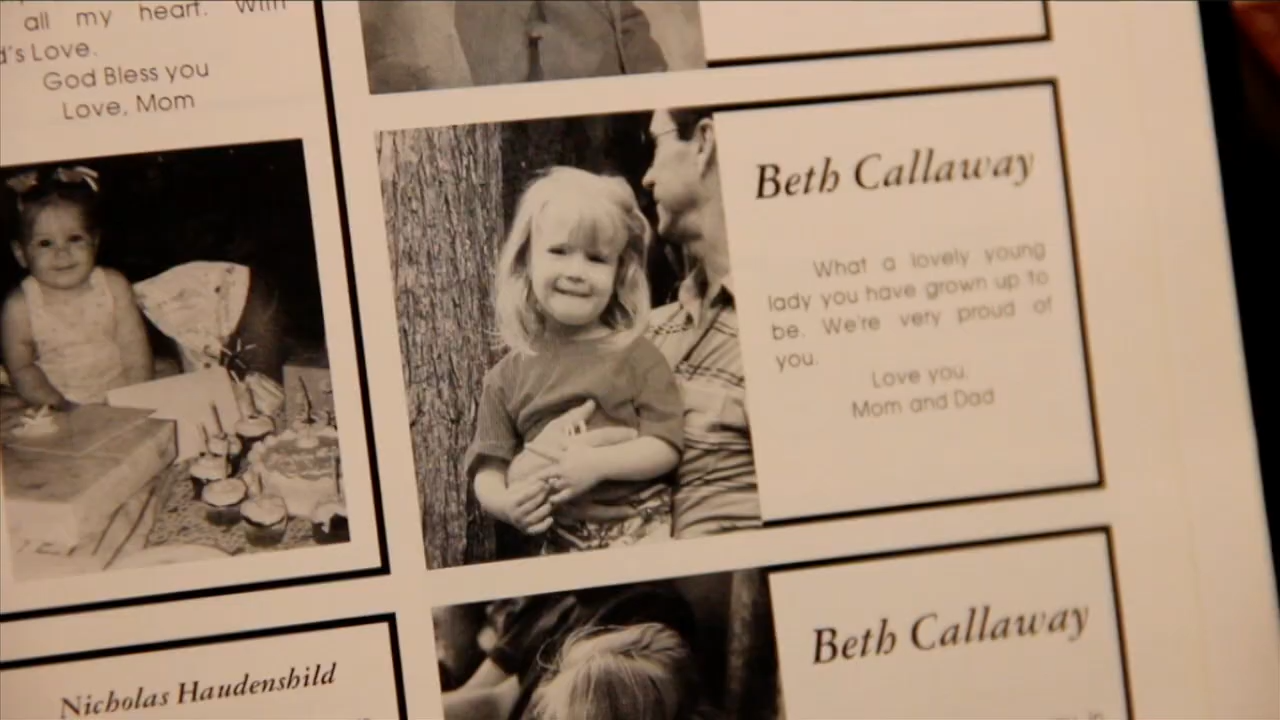 all my heart. With
d's Love.
God Bless you
Love, Mom
Beth Callaway
What a lovely young
lady you have grown up to
be. We're very proud of
you.
Love you,
Mom and Dad
Nicholas Haudenshild
Beth Callaway